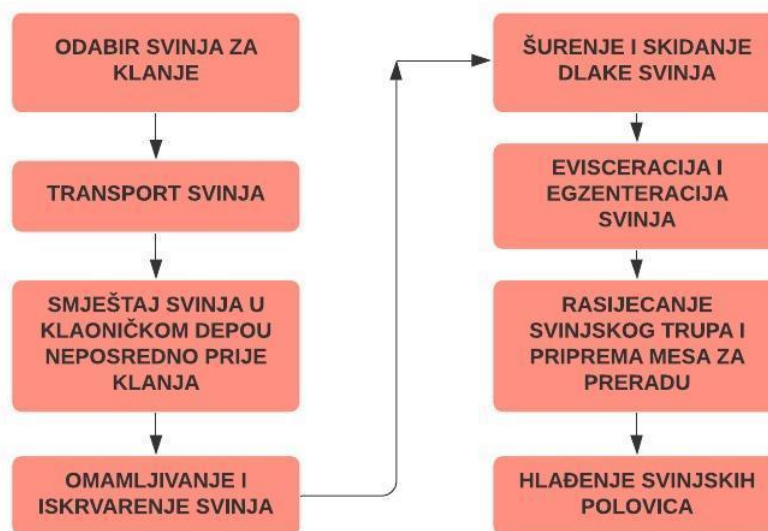 ODABIR SVINJA ZA
KLANJE
TRANSPORT SVINJA
SMJEŠTAJ SVINJA U
KLAONIČKOM DEPOU
NEPOSREDNO PRIJE
KLANJA
OMAMLJIVANJE I
ISKRVARENJE SVINJA
ŠURENJE I SKIDANJE
DLAKE SVINJA
EVISCERACIJA I
EGZENTERACIJA
SVINJA
RASIJECANJE
SVINJSKOG TRUPA I
PRIPREMA MESA ZA
PRERADU
HLAĐENJE SVINJSKIH
POLOVICA